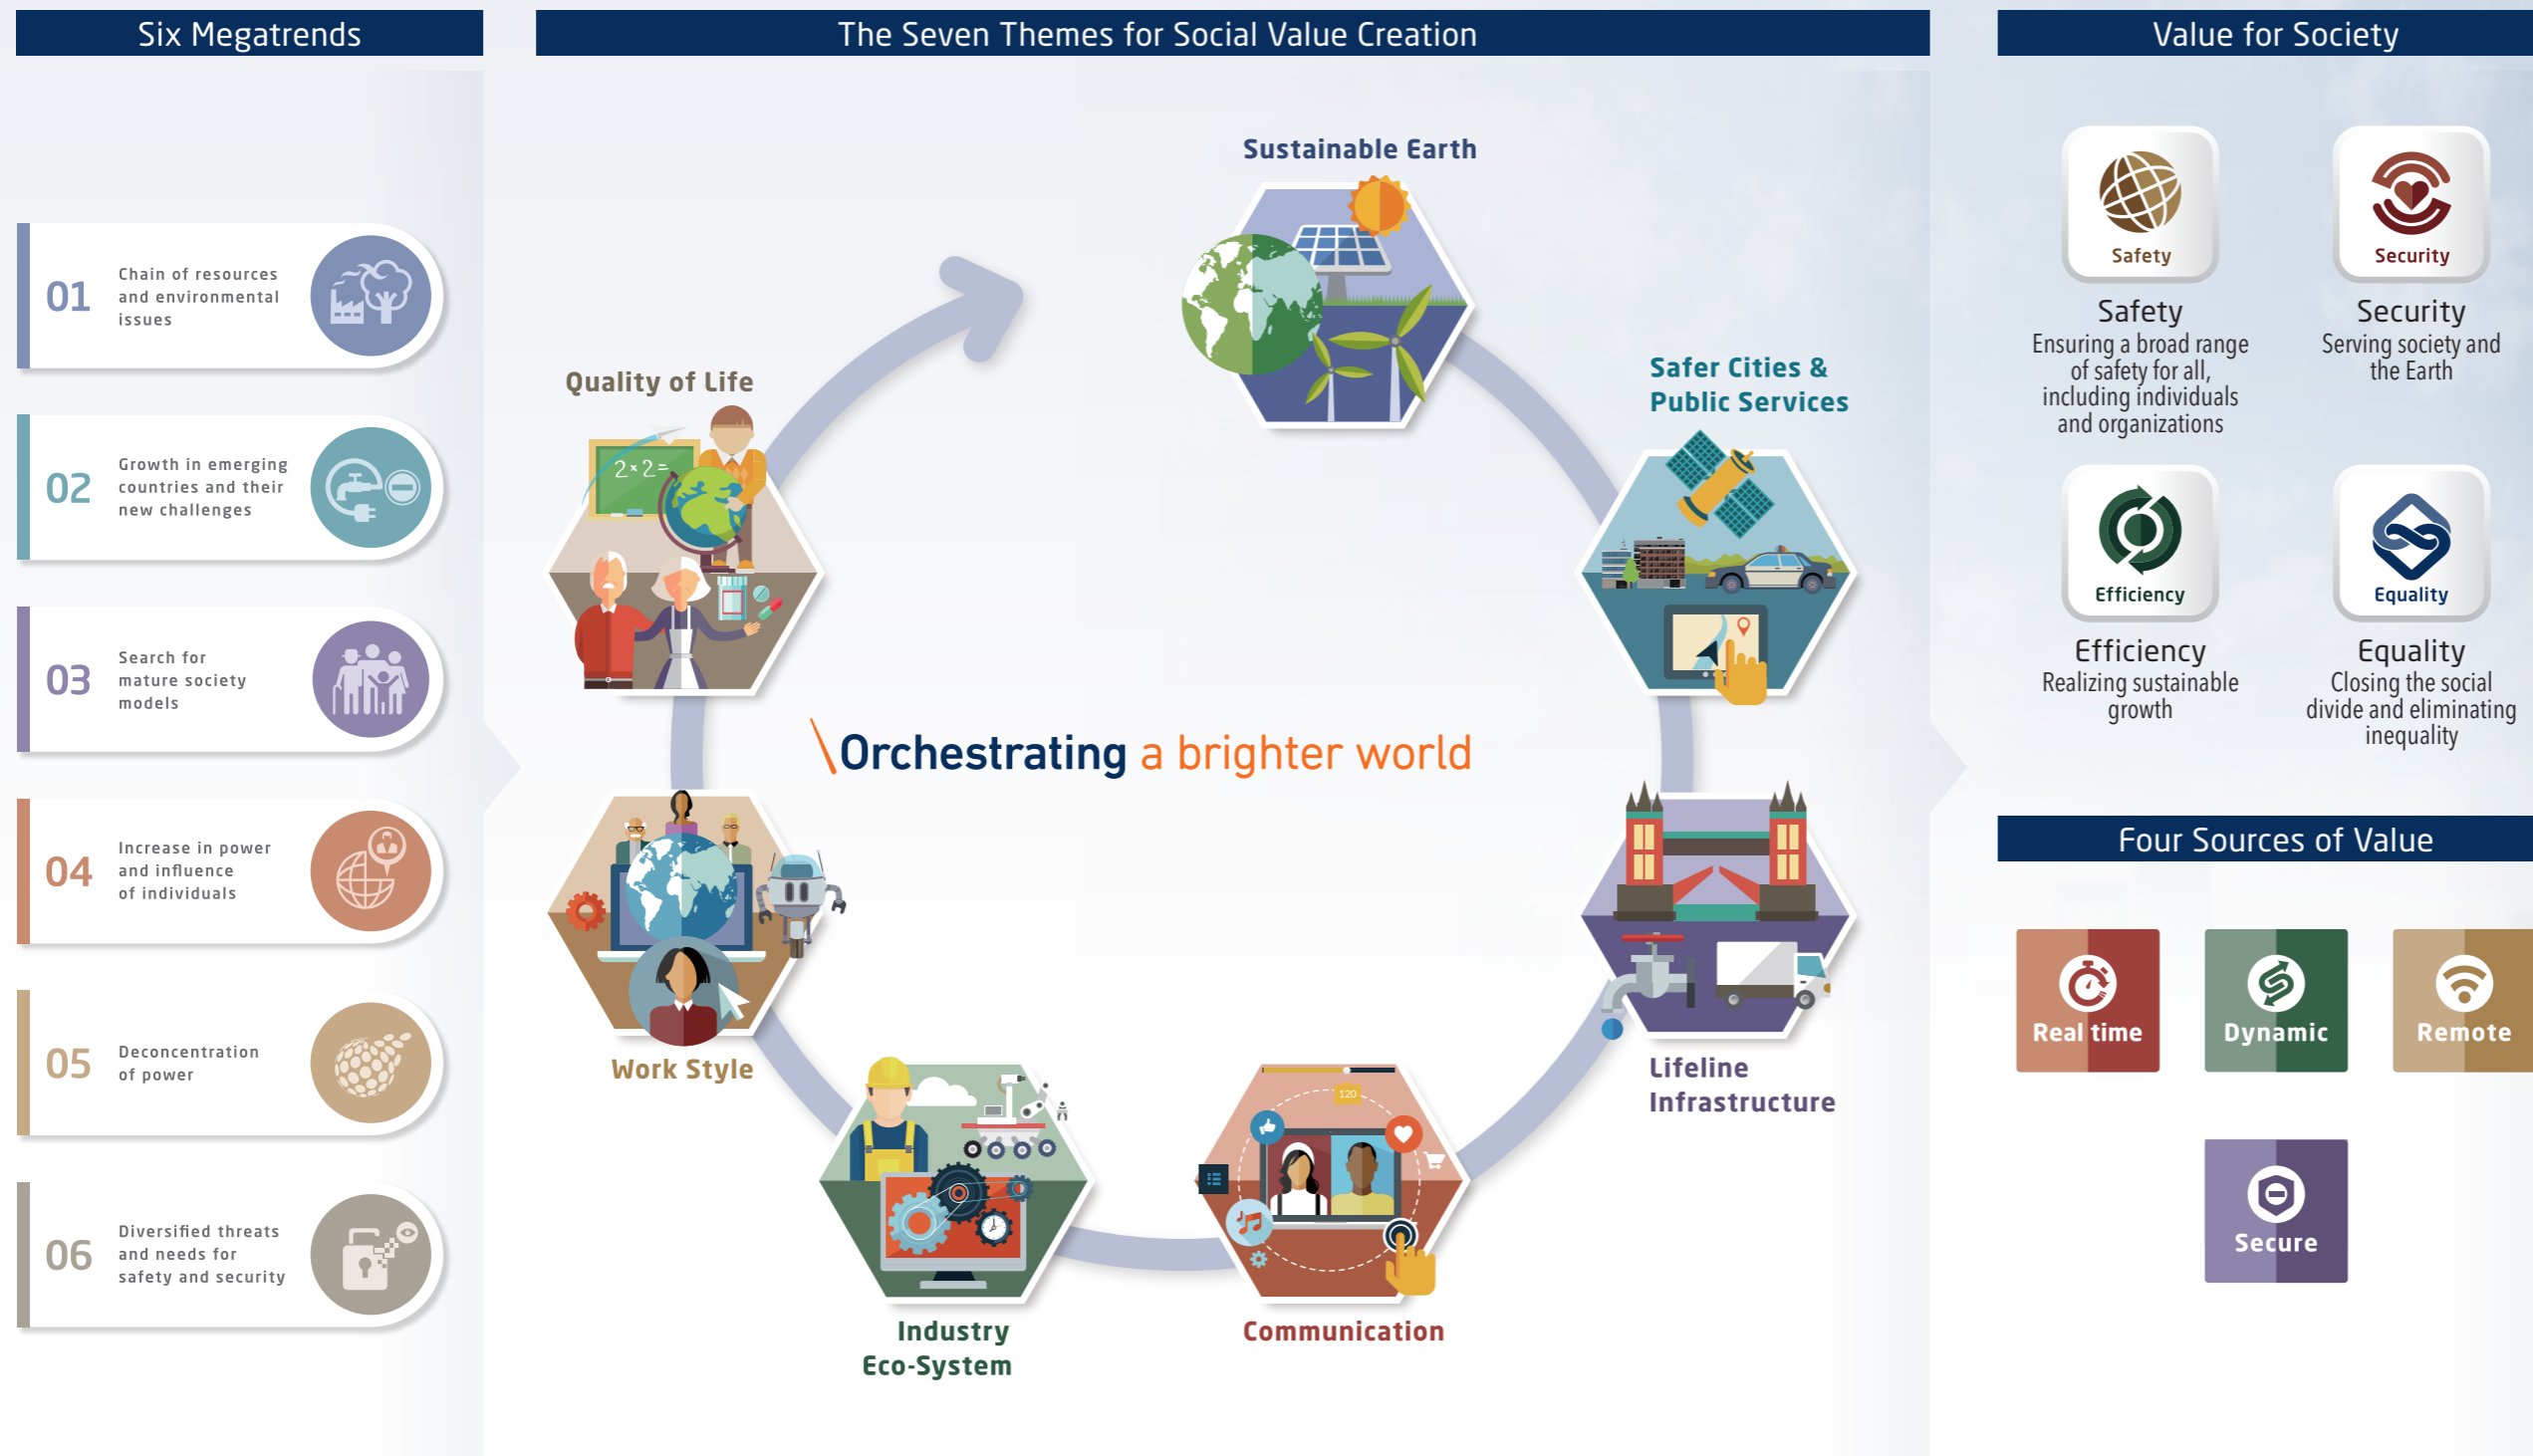 Six Megatrends
01
Chain of resources
and environmental
issues
02
Growth in emerging
countries and their
new challenges
03
Search for
mature society
models
04
Increase in power
and influence
of individuals
05
Deconcentration
of power
06
Diversified threats
and needs for
safety and security
The Seven Themes for Social Value Creation
Sustainable Earth
Safer Cities &
Public Services
Lifeline
Infrastructure
Communication
120
Industry
Eco-System
Work Style
Quality of Life
2×2=
\Orchestrating a brighter world
Value for Society
Safety
Safety
Ensuring a broad range
of safety for all,
including individuals
and organizations
Security
Security
Serving society and
the Earth
Efficiency
Efficiency
Realizing sustainable
growth
Equality
Equality
Closing the social
divide and eliminating
inequality
Four Sources of Value
Real time
Dynamic
Remote
Secure